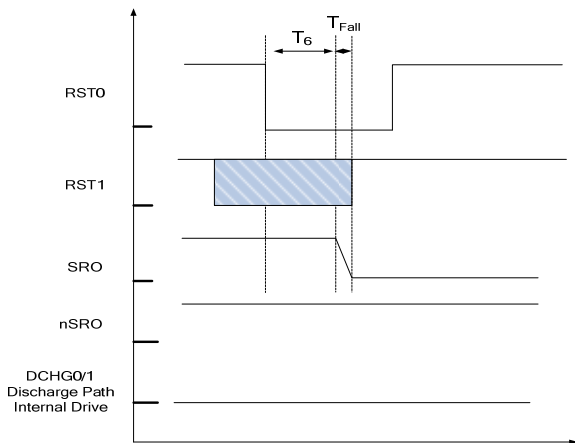 T6
TFall
RST0
RST1
SRO
nSRO
DCHG0/1
Discharge Path
Internal Drive